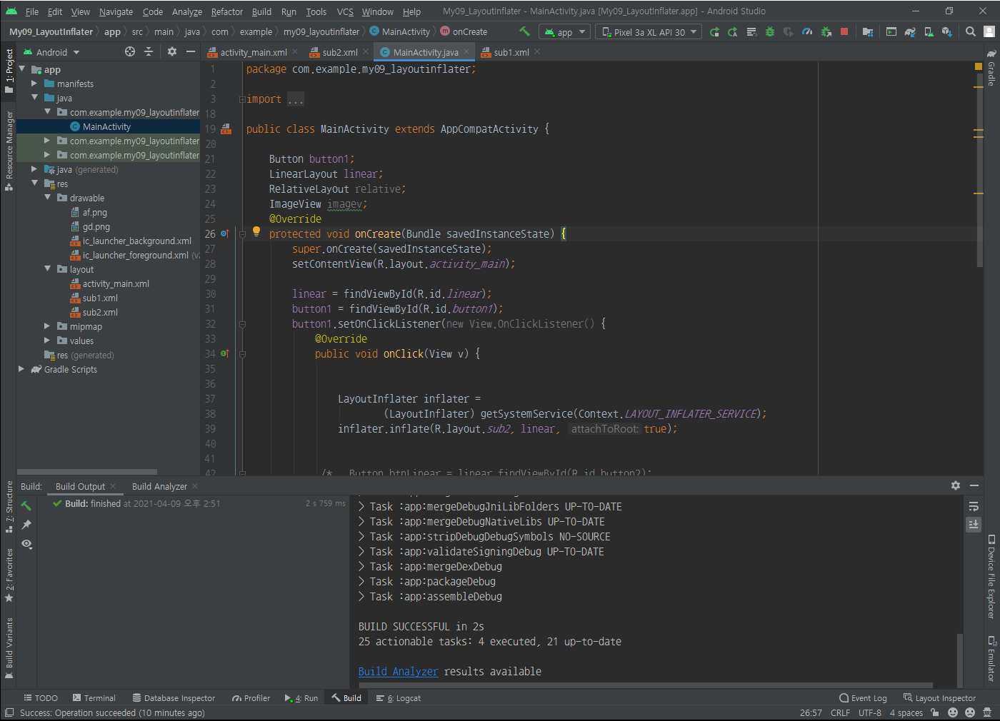 File Edit View Navigate Code Analyze Refactor Build Run Tools VCS Window Help My09_LayoutInflater - MainActivity.java [My09_LayoutInflater.app] - Android Studio
My09_LayoutInflater app src main java com example my09_layoutinflater MainActivity onCreate app Pixel 3a XL API 30
Android
activity_main.xml sub2.xml MainActivity.java sub1.xml
1: Project
Resource Manager
7: Structure
2: Favorites
Build Variants
app
manifests
java
com.example.my09_layoutinflater
MainActivity
com.example.my09_layoutinflater
com.example.my09_layoutinflater
java (generated)
res
drawable
af.png
gd.png
ic_launcher_background.xml
ic_launcher_foreground.xml (v
layout
activity_main.xml
sub1.xml
sub2.xml
mipmap
values
res (generated)
Gradle Scripts
1 package com.example.my09_layoutinflater;
2
3 import ...
18
19 public class MainActivity extends AppCompatActivity {
20
21 Button button1;
22 LinearLayout linear;
23 RelativeLayout relative;
24 ImageView imagev;
25 @Override
26 protected void onCreate(Bundle savedInstanceState) {
27 super.onCreate(savedInstanceState);
28 setContentView(R.layout.activity_main);
29
30 linear = findViewById(R.id.linear);
31 button1 = findViewById(R.id.button1);
32 button1.setOnClickListener(new View.OnClickListener() {
33 @Override
34 public void onClick(View v) {
35
36
37 LayoutInflater inflater =
38 (LayoutInflater) getSystemService(Context.LAYOUT_INFLATER_SERVICE);
39 inflater.inflate(R.layout.sub2, linear, attachToRoot: true);
40
41
42 /* Button btnLinear = linear.findViewById(R.id.button2);
Gradle
Device File Explorer
Emulator
Build: Build Output Build Analyzer
Build: finished at 2021-04-09 오후 2:51 2 s 759 ms
> Task :app:mergeDebugJniLibFolders UP-TO-DATE
> Task :app:mergeDebugNativeLibs UP-TO-DATE
> Task :app:stripDebugDebugSymbols NO-SOURCE
> Task :app:validateSigningDebug UP-TO-DATE
> Task :app:mergeDexDebug
> Task :app:packageDebug
> Task :app:assembleDebug
BUILD SUCCESSFUL in 2s
25 actionable tasks: 4 executed, 21 up-to-date
Build Analyzer results available
TODO Terminal Database Inspector Profiler 4: Run Build 6: Logcat Event Log Layout Inspector
Success: Operation succeeded (10 minutes ago) 26:57 CRLF UTF-8 4 spaces